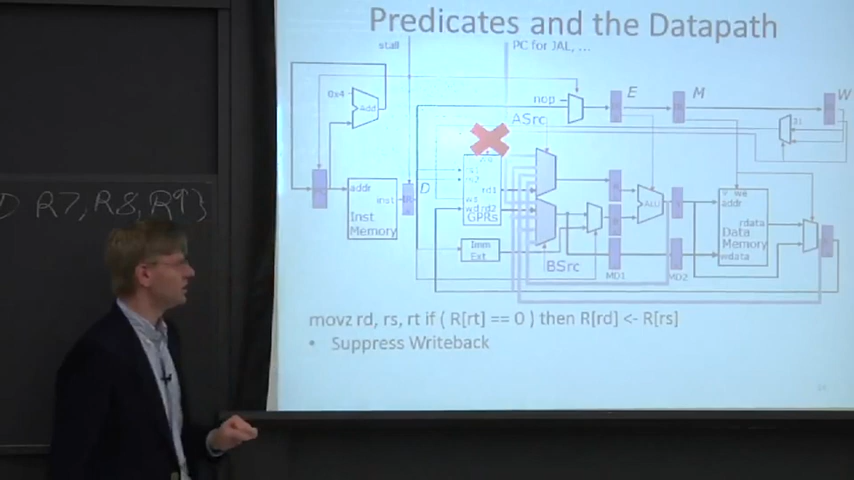 Predicates and the Datapath
stall
PC for JAL, ...
0x4
Add
nop
E
M
W
ASrc
31
addr
inst
Inst
Memory
D
rd1
GPRs
Imm
Ext
BSrc
ALU
MD1
MD2
we
addr
rdata
Data
Memory
wdata
movz rd, rs, rt if ( R[rt] == 0 ) then R[rd] <- R[rs]
• Suppress Writeback
R7, R8, R9}